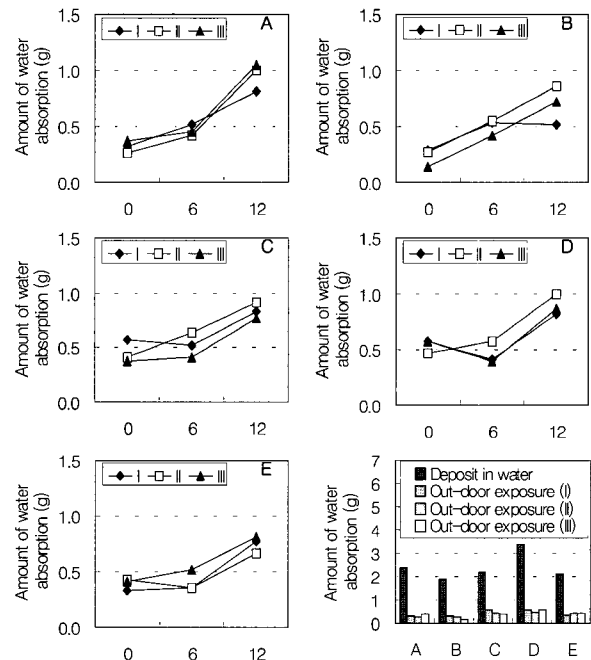 A
I II III
Amount of water
absorption (g)
1.5
1.0
0.5
0.0
0 6 12
B
I II III
Amount of water
absorption (g)
1.5
1.0
0.5
0.0
0 6 12
C
I II III
Amount of water
absorption (g)
1.5
1.0
0.5
0.0
0 6 12
D
I II III
Amount of water
absorption (g)
1.5
1.0
0.5
0.0
0 6 12
E
I II III
Amount of water
absorption (g)
1.5
1.0
0.5
0.0
0 6 12
Amount of water
absorption (g)
7
6
5
4
3
2
1
0
Deposit in water
Out-door exposure (I)
Out-door exposure (II)
Out-door exposure (III)
A B C D E